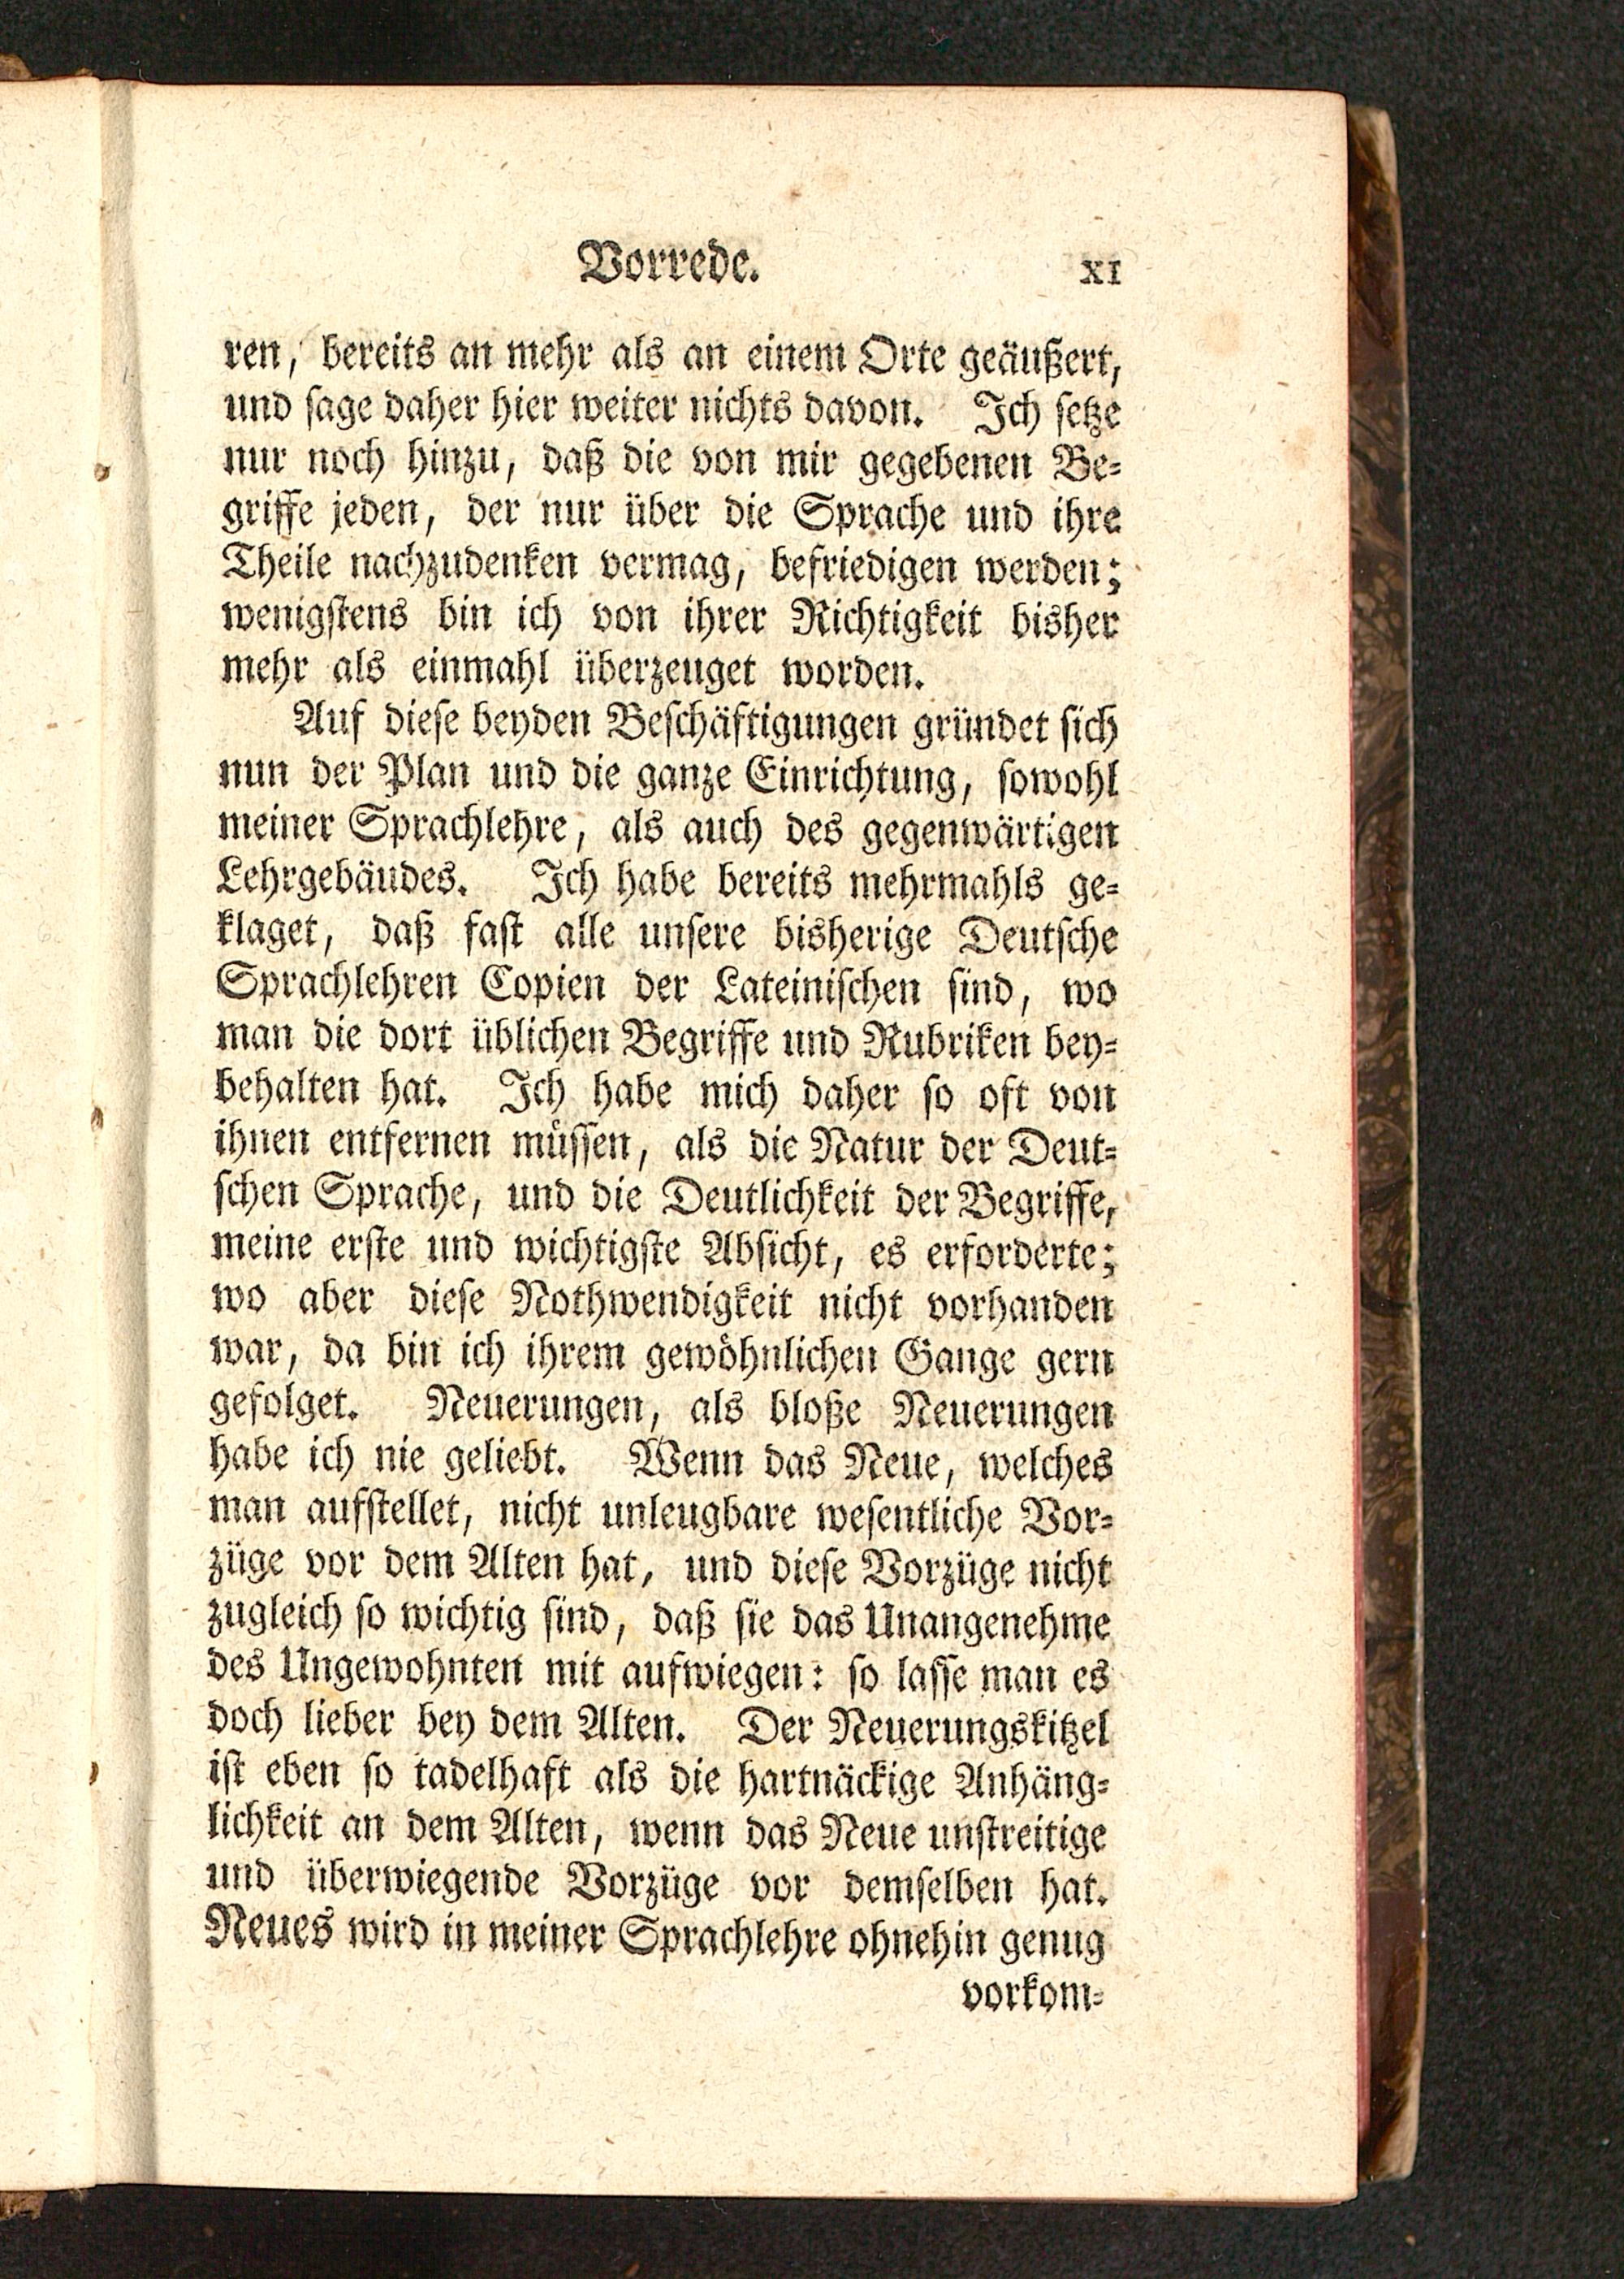 Vorrede. XI
ren, bereits an mehr als an einem Orte geäußert,
und ſage daher hier weiter nichts davon. Ich ſetze
nur noch hinzu, daß die von mir gegebenen Be⸗
griffe jeden, der nur über die Sprache und ihre
Theile nachzudenken vermag, befriedigen werden;
wenigſtens bin ich von ihrer Richtigkeit bisher
mehr als einmahl überzeuget worden.
Auf dieſe beyden Beſchäftigungen gründet ſich
nun der Plan und die ganze Einrichtung, ſowohl
meiner Sprachlehre, als auch des gegenwärtigen
Lehrgebäudes. Ich habe bereits mehrmahls ge⸗
klaget, daß faſt alle unſere bisherige Deutſche
Sprachlehren Copien der Lateiniſchen ſind, wo
man die dort üblichen Begriffe und Rubriken bey⸗
behalten hat. Ich habe mich daher ſo oft von
ihnen entfernen müſſen, als die Natur der Deut⸗
ſchen Sprache, und die Deutlichkeit der Begriffe,
meine erſte und wichtigſte Abſicht, es erforderte;
wo aber dieſe Nothwendigkeit nicht vorhanden
war, da bin ich ihrem gewöhnlichen Gange gern
gefolget. Neuerungen, als bloße Neuerungen
habe ich nie geliebt. Wenn das Neue, welches
man aufſtellet, nicht unleugbare weſentliche Vor⸗
züge vor dem Alten hat, und dieſe Vorzüge nicht
zugleich ſo wichtig ſind, daß ſie das Unangenehme
des Ungewohnten mit aufwiegen: ſo laſſe man es
doch lieber bey dem Alten. Der Neuerungskitzel
iſt eben ſo tadelhaft als die hartnäckige Anhäng⸗
lichkeit an dem Alten, wenn das Neue unſtreitige
und überwiegende Vorzüge vor demſelben hat.
Neues wird in meiner Sprachlehre ohnehin genug
vorkom⸗